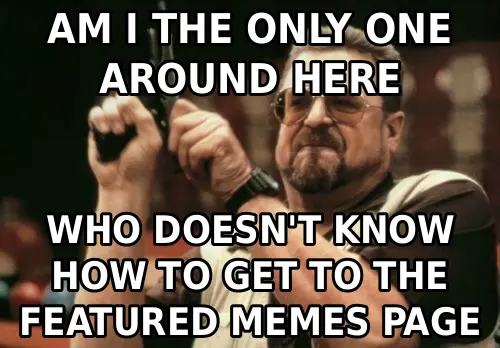 AM I THE ONLY ONE
AROUND HERE
WHO DOESN'T KNOW
HOW TO GET TO THE
FEATURED MEMES PAGE